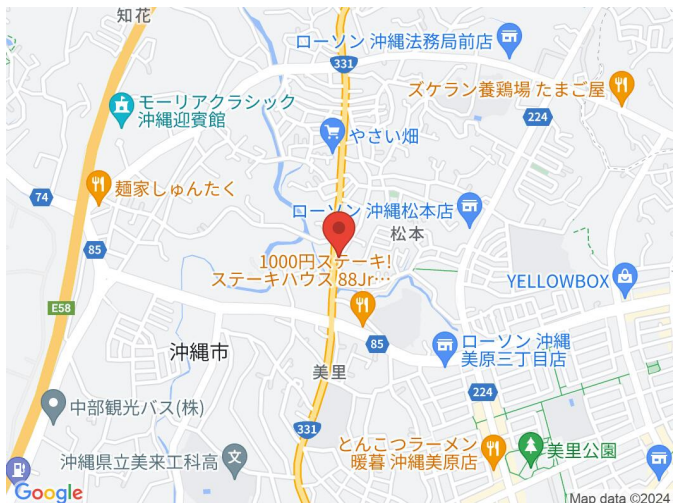 知花
ローソン 沖縄法務局前店
331
ズケラン養鶏場 たまご屋
モーリアクラシック
沖縄迎賓館
224
やさい畑
麺家しゅんたく
74
ローソン 沖縄松本店
松本
85
1000円ステーキ!
ステーキハウス 88Jr…
YELLOWBOX
E58
沖縄市
85
ローソン 沖縄
美原三丁目店
美里
224
中部観光バス(株)
331
とんこつラーメン
暖暮 沖縄美原店
美里公園
沖縄県立美来工科高
文
Google
Map data ©2024